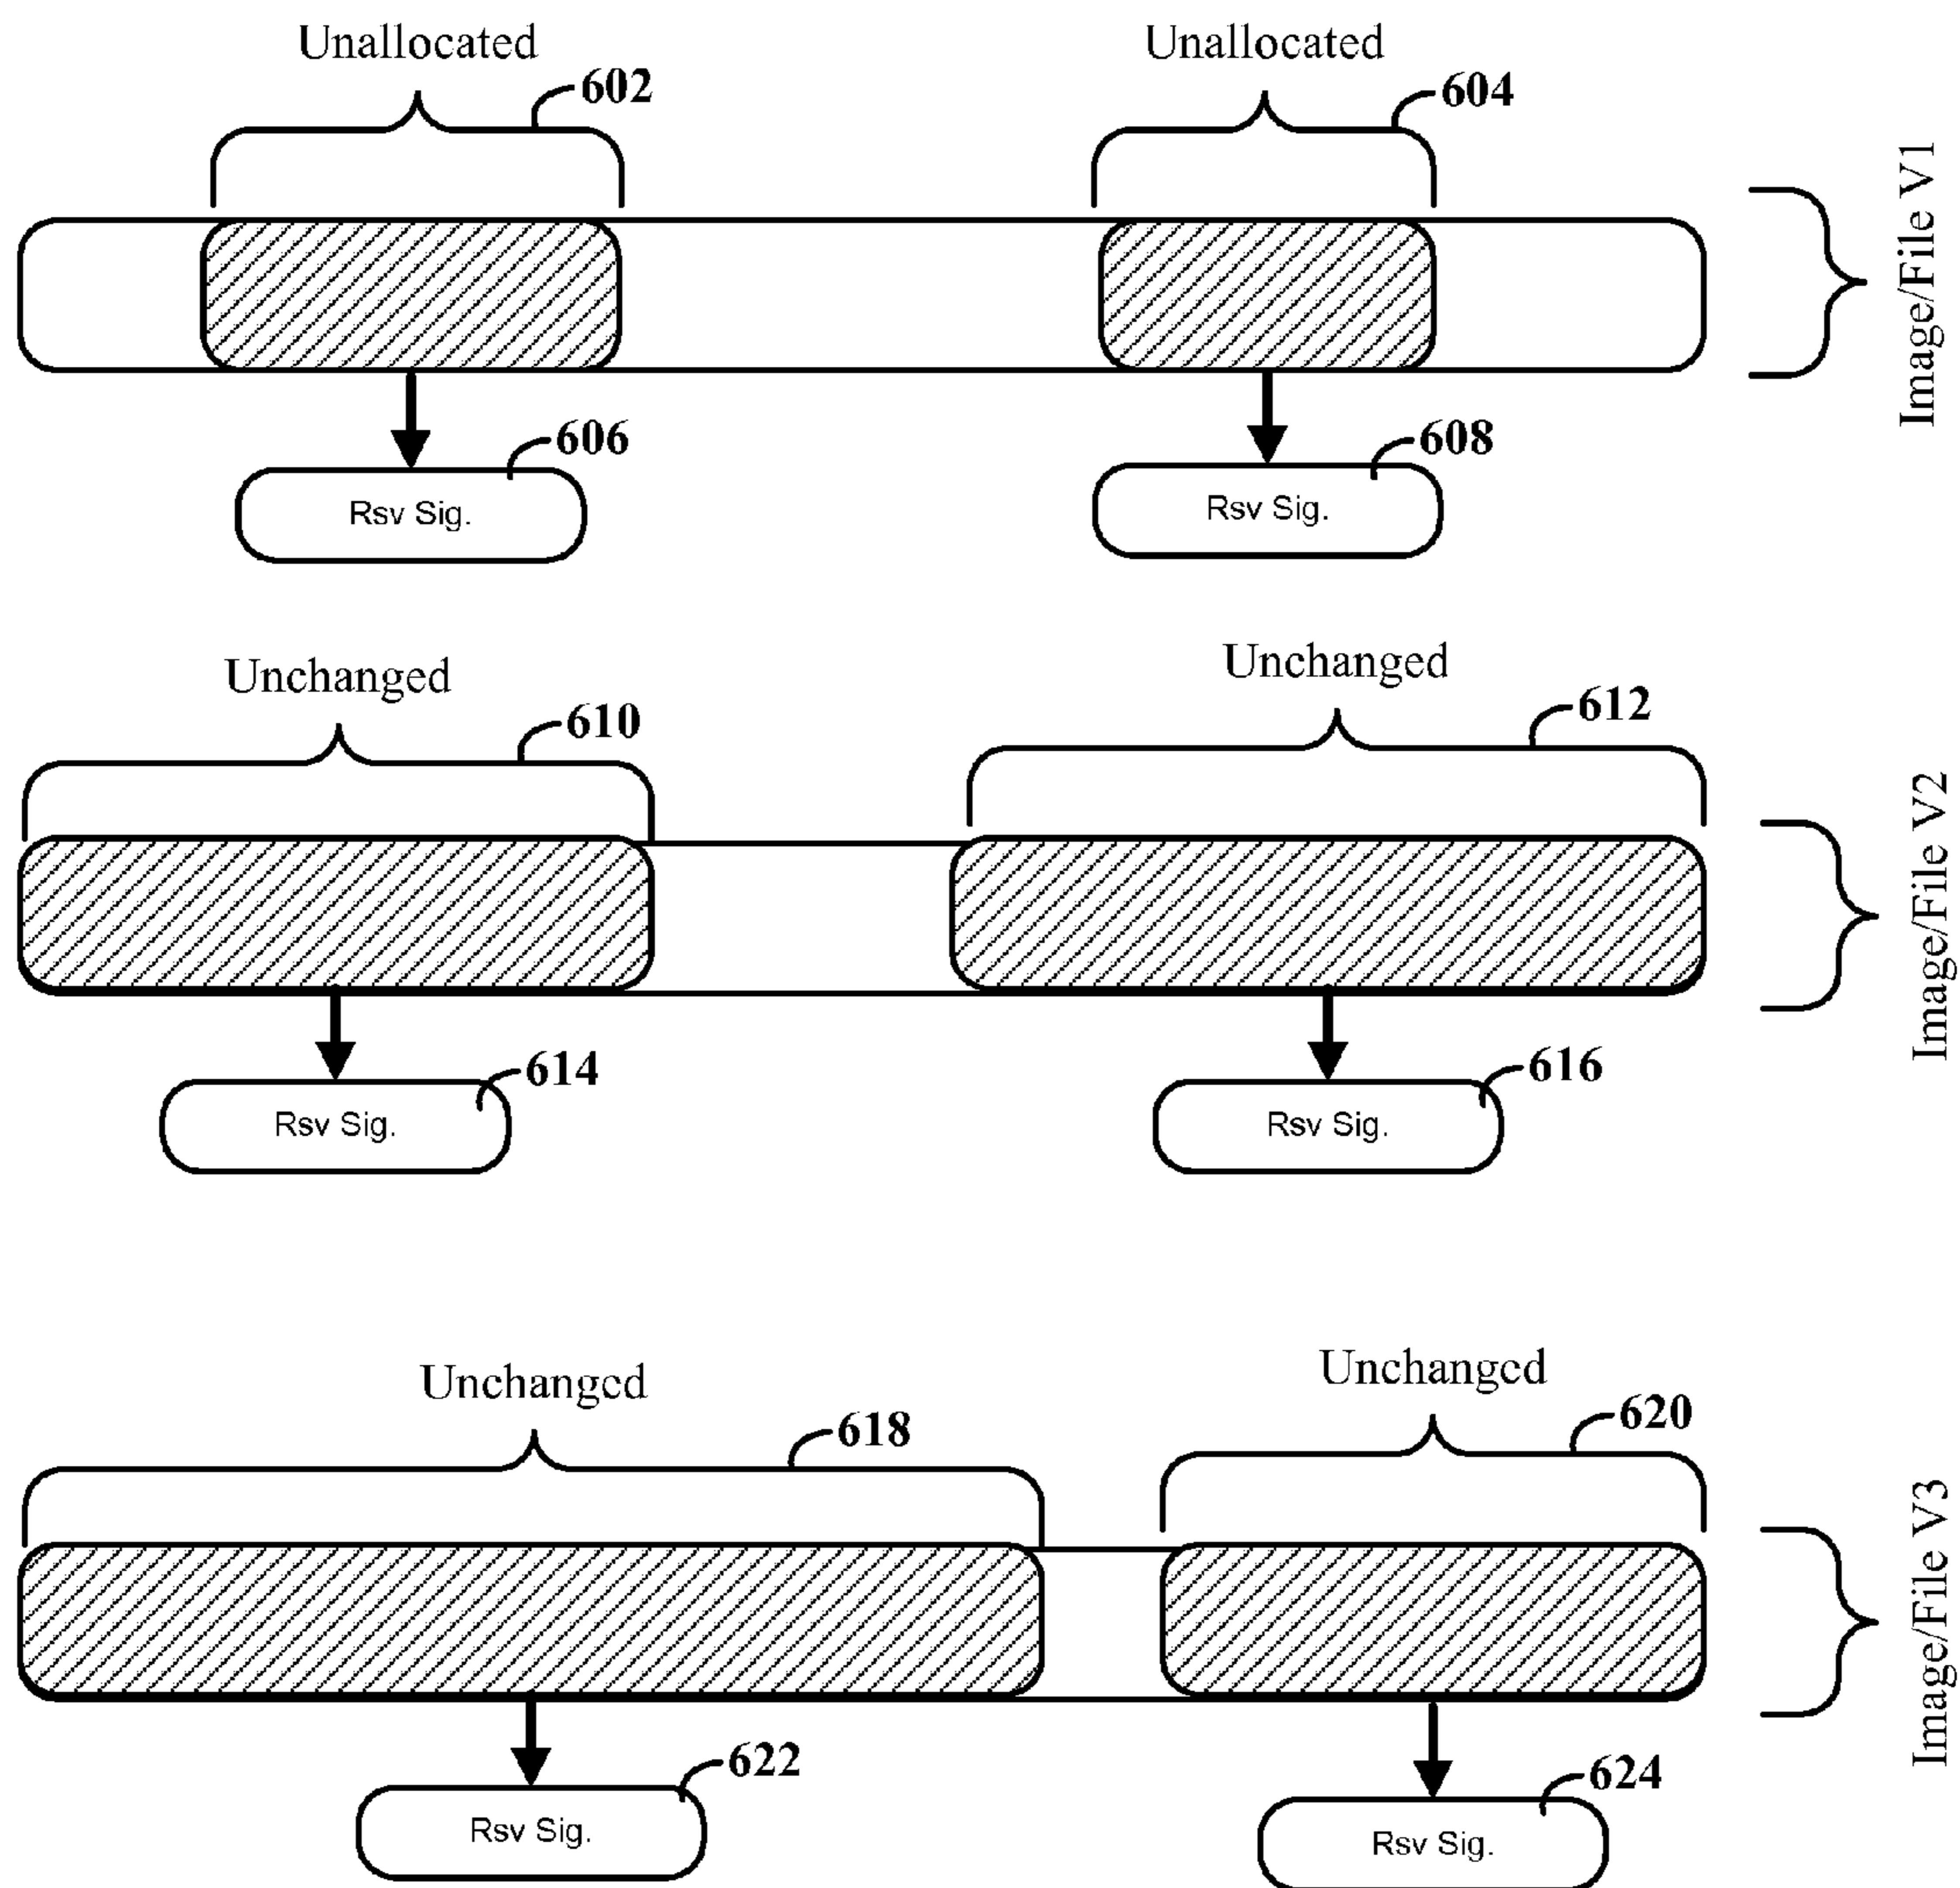 Unallocated
602
Unallocated
604
Image/File V1
606
Rsv Sig.
608
Rsv Sig.
Unchanged
610
Unchanged
612
Image/File V2
614
Rsv Sig.
616
Rsv Sig.
Unchanged
618
Unchanged
620
Image/File V3
622
Rsv Sig.
624
Rsv Sig.